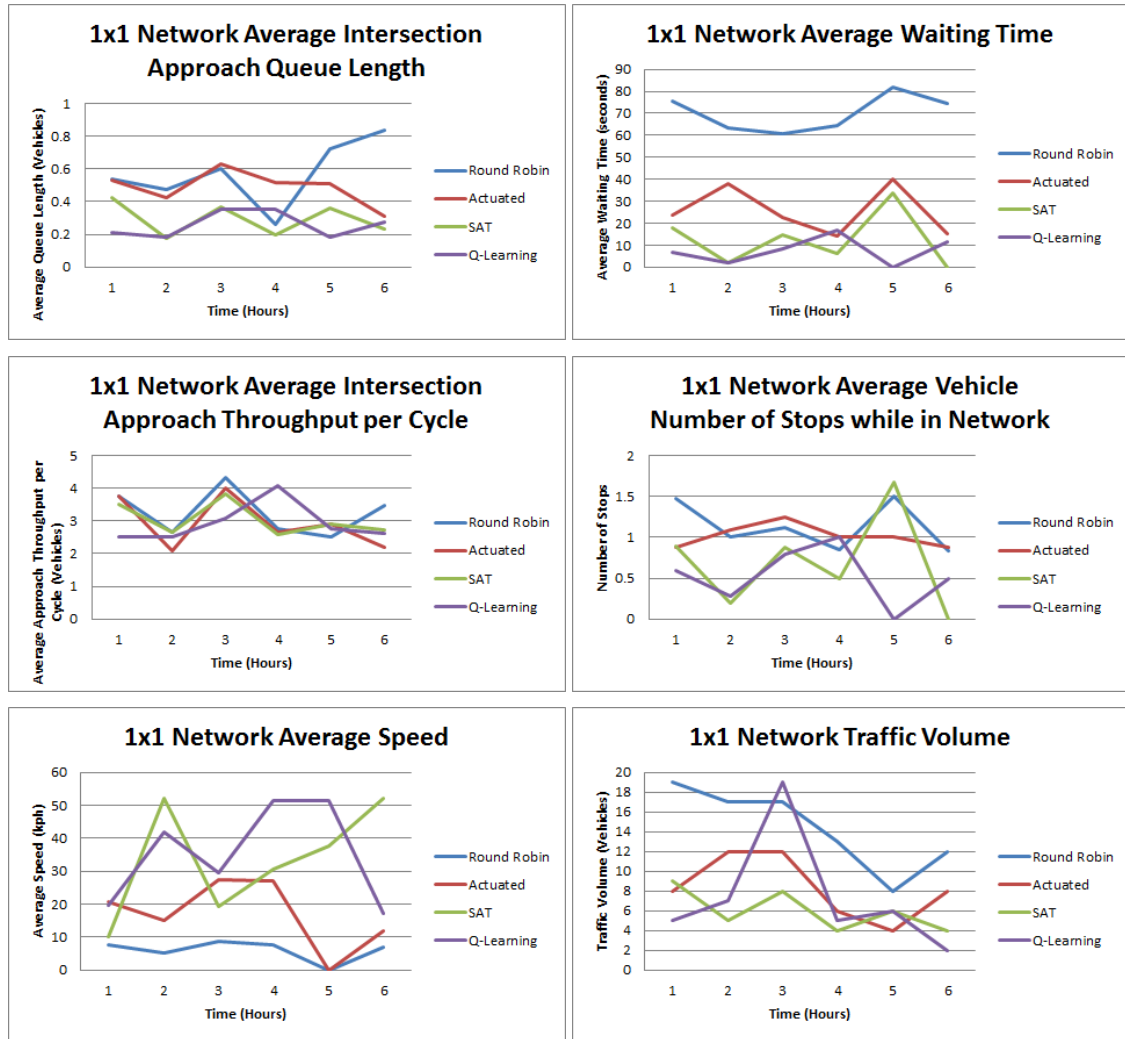 1x1 Network Average Intersection
Approach Queue Length
Average Queue Length (Vehicles)
1
0.8
0.6
0.4
0.2
0
1 2 3 4 5 6
Time (Hours)
Round Robin
Actuated
SAT
Q-Learning
1x1 Network Average Waiting Time
Average Waiting Time (seconds)
90
80
70
60
50
40
30
20
10
0
1 2 3 4 5 6
Time (Hours)
Round Robin
Actuated
SAT
Q-Learning
1x1 Network Average Intersection
Approach Throughput per Cycle
Average Approach Throughput per
Cycle (Vehicles)
5
4
3
2
1
0
1 2 3 4 5 6
Time (Hours)
Round Robin
Actuated
SAT
Q-Learning
1x1 Network Average Vehicle
Number of Stops while in Network
Number of Stops
2
1.5
1
0.5
0
1 2 3 4 5 6
Time (Hours)
Round Robin
Actuated
SAT
Q-Learning
1x1 Network Average Speed
Average Speed (kph)
60
50
40
30
20
10
0
1 2 3 4 5 6
Time (Hours)
Round Robin
Actuated
SAT
Q-Learning
1x1 Network Traffic Volume
Traffic Volume (Vehicles)
20
18
16
14
12
10
8
6
4
2
0
1 2 3 4 5 6
Time (Hours)
Round Robin
Actuated
SAT
Q-Learning